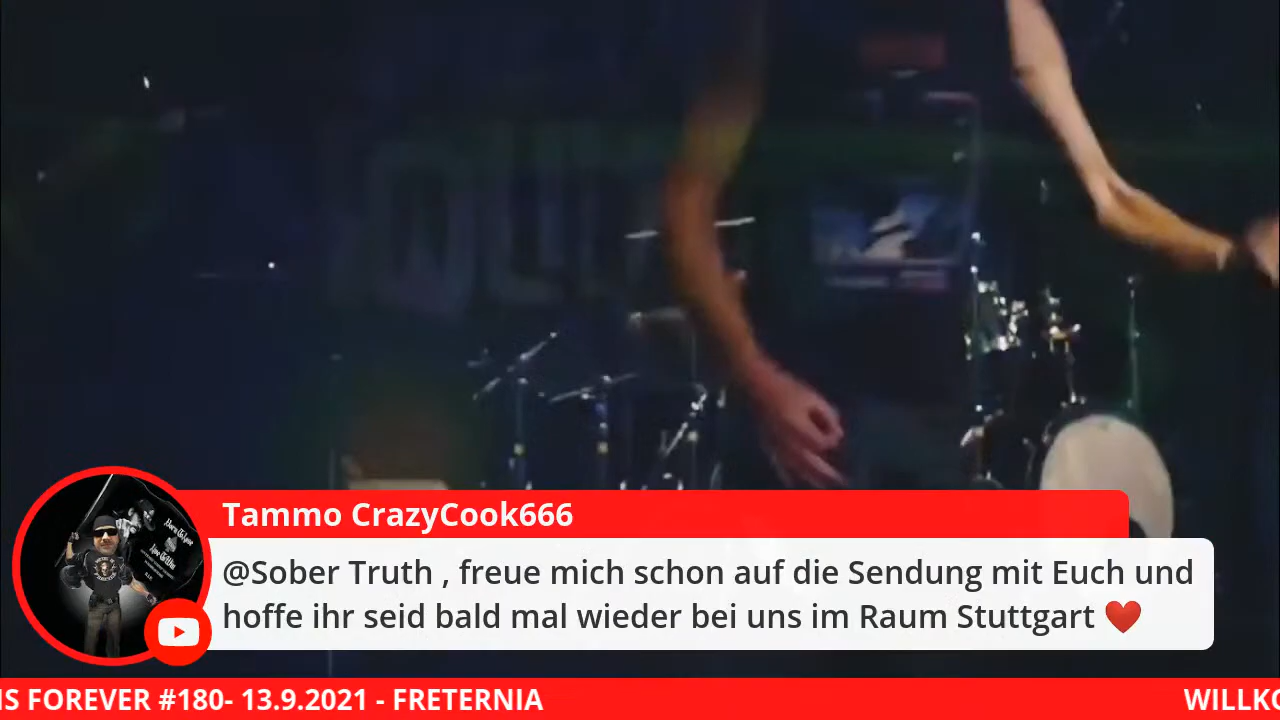 Tammo CrazyCook666
@Sober Truth , freue mich schon auf die Sendung mit Euch und
hoffe ihr seid bald mal wieder bei uns im Raum Stuttgart ❤️
IS FOREVER #180- 13.9.2021 - FRETERNIA WILLKO